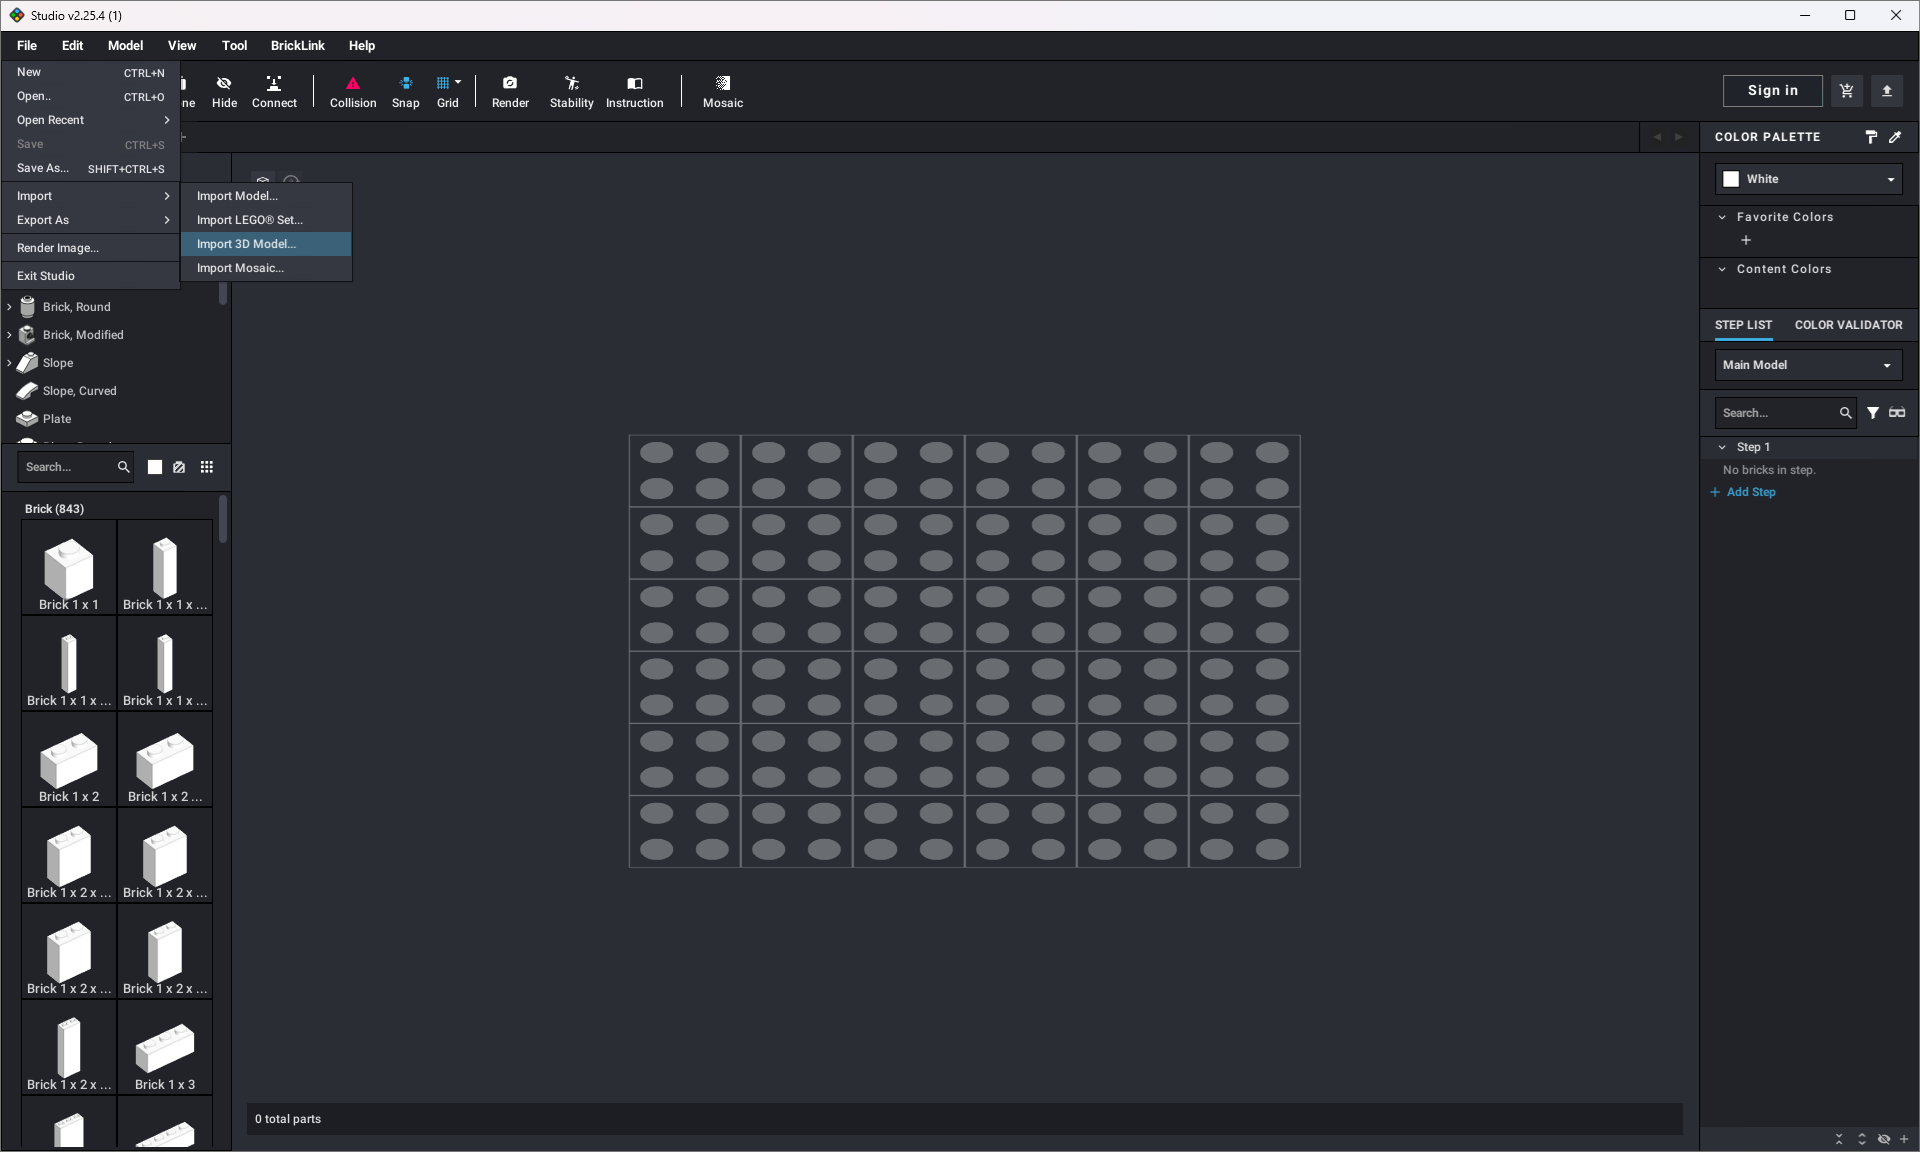 Studio v2.25.4 (1)
File Edit Model View Tool BrickLink Help
New CTRL+N
Open.. CTRL+O
Open Recent
Save CTRL+S
Save As... SHIFT+CTRL+S
Import
Export As
Render Image...
Exit Studio
Import Model...
Import LEGO® Set...
Import 3D Model...
Import Mosaic...
Hide Connect Collision Snap Grid Render Stability Instruction Mosaic
Sign in
Brick, Round
Brick, Modified
Slope
Slope, Curved
Plate
Search...
Brick (843)
Brick 1 x 1 Brick 1 x 1 x ...
Brick 1 x 1 x ... Brick 1 x 1 x ...
Brick 1 x 2 Brick 1 x 2 ...
Brick 1 x 2 x ... Brick 1 x 2 x ...
Brick 1 x 2 x ... Brick 1 x 2 x ...
Brick 1 x 2 x ... Brick 1 x 3
0 total parts
COLOR PALETTE
White
Favorite Colors
Content Colors
STEP LIST COLOR VALIDATOR
Main Model
Search...
Step 1
No bricks in step.
Add Step